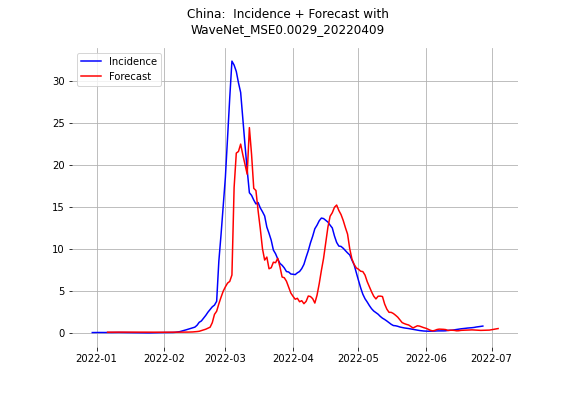 China:  Incidence + Forecast with
WaveNet_MSE0.0029_20220409
Incidence
Forecast
30
25
20
15
10
5
0
2022-01 2022-02 2022-03 2022-04 2022-05 2022-06 2022-07